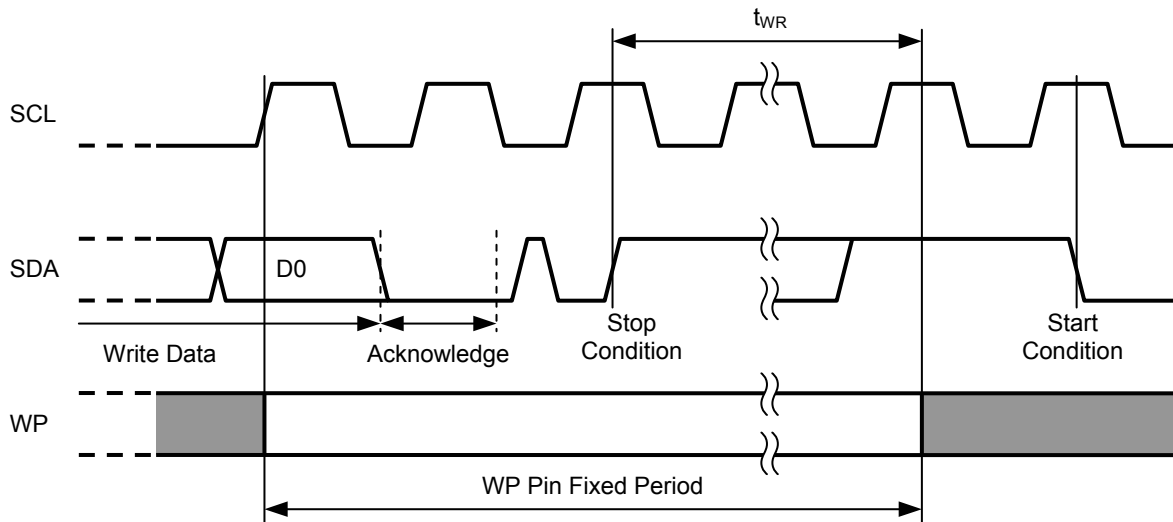 tWR
SCL
SDA
D0
Write Data
Acknowledge
Stop
Condition
Start
Condition
WP
WP Pin Fixed Period